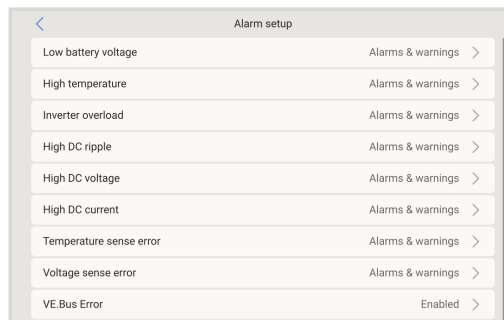 Alarm setup
Low battery voltage Alarms & warnings
High temperature Alarms & warnings
Inverter overload Alarms & warnings
High DC ripple Alarms & warnings
High DC voltage Alarms & warnings
High DC current Alarms & warnings
Temperature sense error Alarms & warnings
Voltage sense error Alarms & warnings
VE.Bus Error Enabled